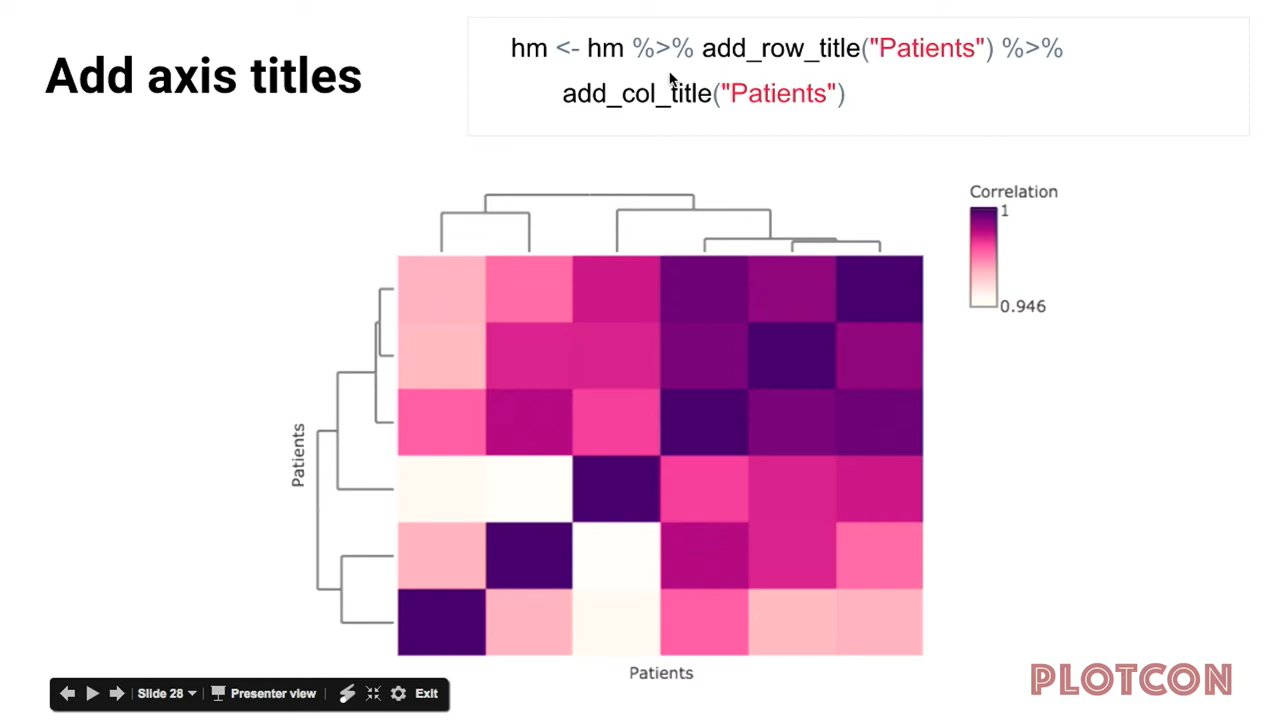 Add axis titles
hm <- hm %>% add_row_title("Patients") %>%
add_col_title("Patients")
Correlation
1
0.946
Patients
Patients
PLOTCON
Slide 28
Presenter view
Exit